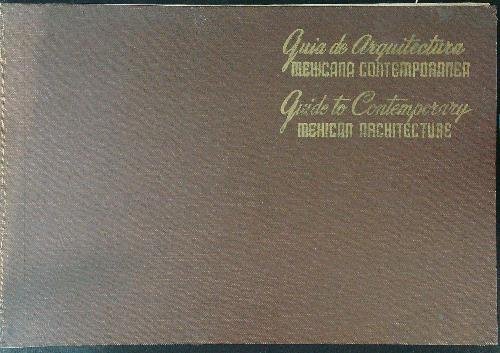 Guia de Arquitectura
MEXICANA CONTEMPORANEA
Guide to Contemporary
MEXICAN ARCHITECTURE